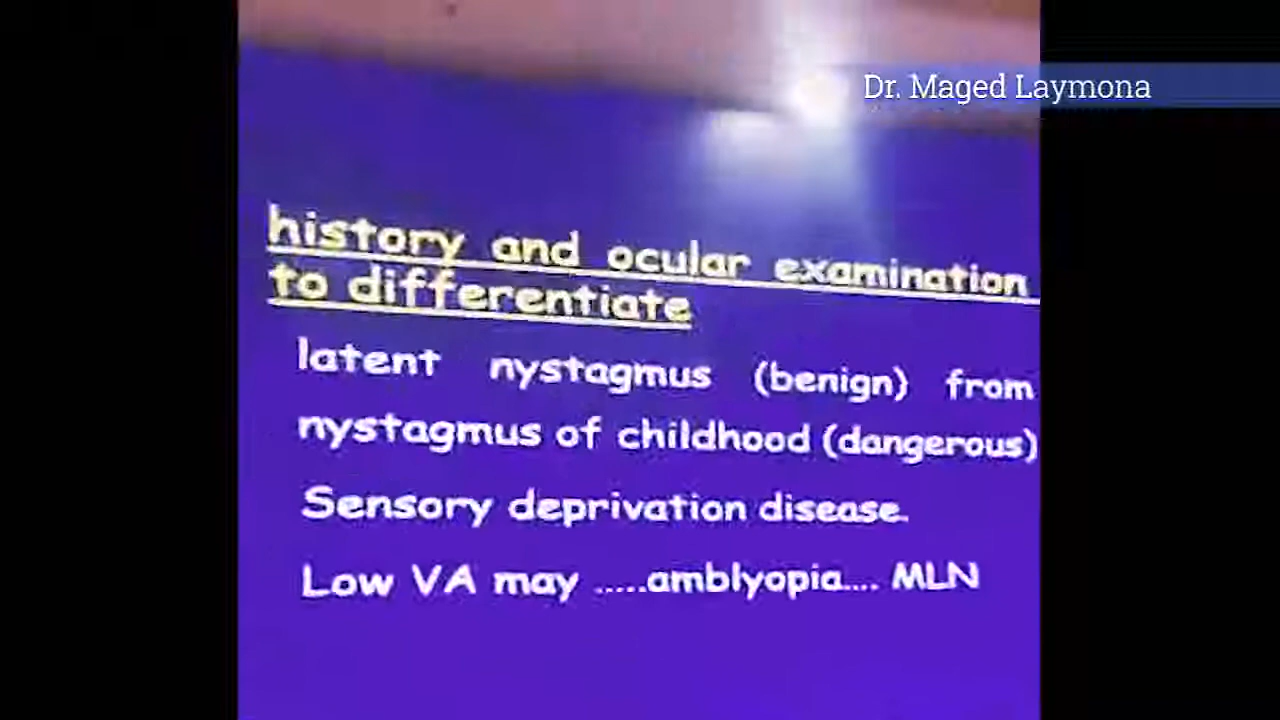 Dr. Maged Laymona
history and ocular examination
to differentiate
latent nystagmus (benign) from
nystagmus of childhood (dangerous)
Sensory deprivation disease.
Low VA may .....amblyopia.... MLN